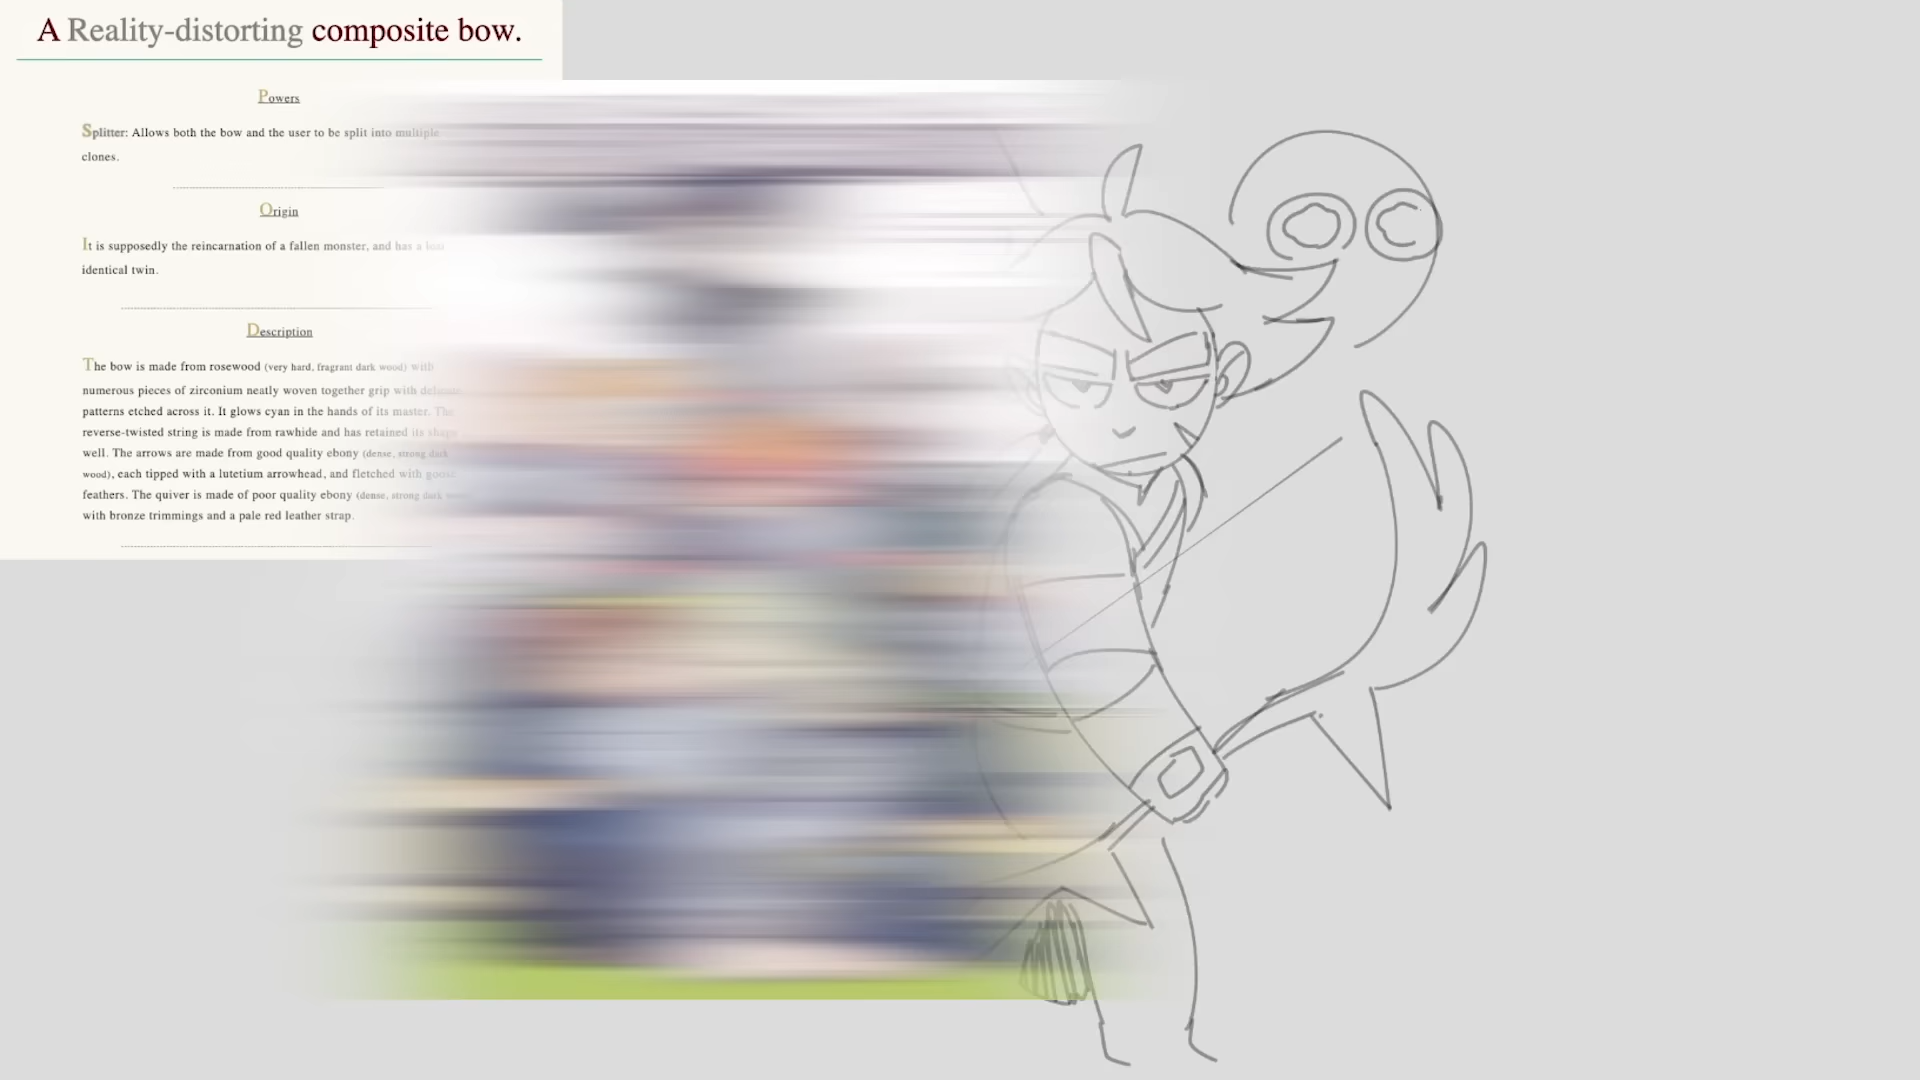 A Reality-distorting composite bow.
Powers
Splitter: Allows both the bow and the user to be split into multiple
clones.
Origin
It is supposedly the reincarnation of a fallen monster, and has a
identical twin.
Description
The bow is made from rosewood (very hard, fragrant dark wood) with
numerous pieces of zirconium neatly woven together grip with
patterns etched across it. It glows cyan in the hands of its master. The
reverse-twisted string is made from rawhide and has retained its shape
well. The arrows are made from good quality ebony (dense, strong dark
wood), each tipped with a lutetium arrowhead, and fletched with goose
feathers. The quiver is made of poor quality ebony (dense, strong dark
with bronze trimmings and a pale red leather strap.